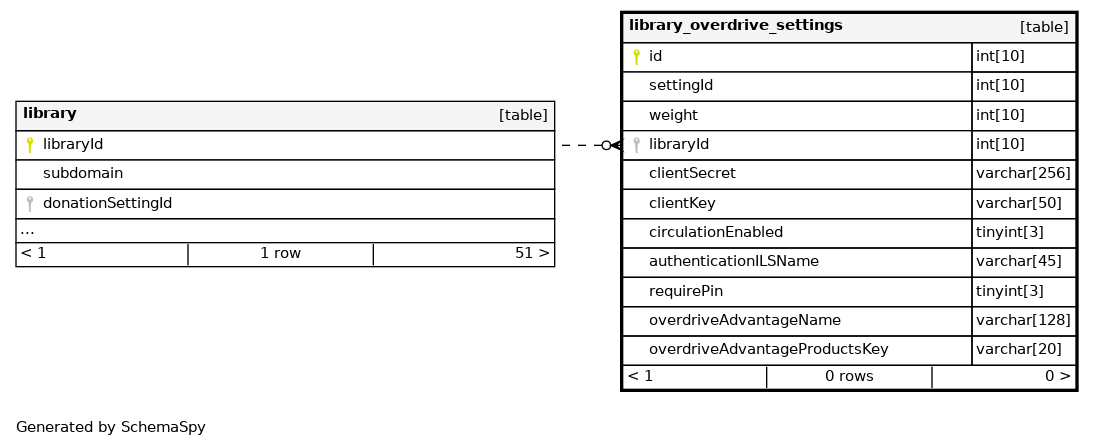 library [table]
libraryId
subdomain
donationSettingId
...
< 1 1 row 51 >
library_overdrive_settings [table]
id int[10]
settingId int[10]
weight int[10]
libraryId int[10]
clientSecret varchar[256]
clientKey varchar[50]
circulationEnabled tinyint[3]
authenticationILSName varchar[45]
requirePin tinyint[3]
overdriveAdvantageName varchar[128]
overdriveAdvantageProductsKey varchar[20]
< 1 0 rows 0 >
Generated by SchemaSpy